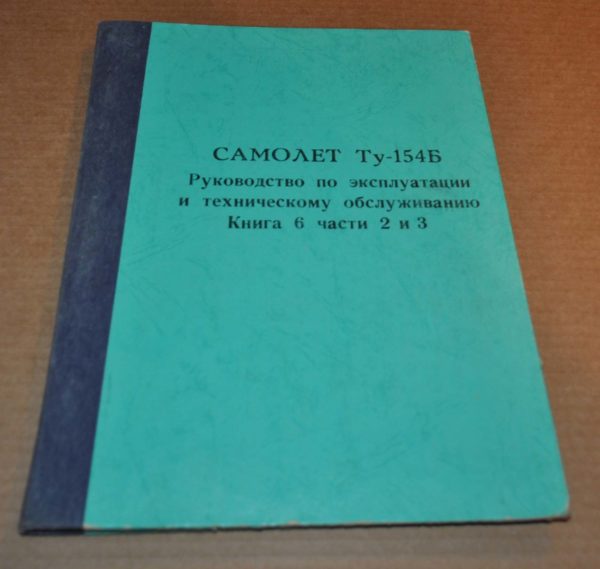 САМОЛЕТ Ту-154Б
Руководство по эксплуатации
и техническому обслуживанию
Книга 6 части 2 и 3